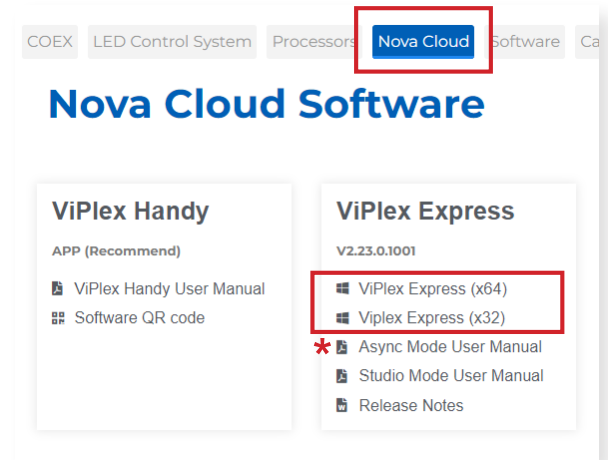 COEX LED Control System Processors Nova Cloud Software Ca
Nova Cloud Software
ViPlex Handy
APP (Recommend)
ViPlex Handy User Manual
Software QR code
ViPlex Express
V2.23.0.1001
ViPlex Express (x64)
Viplex Express (x32)
* Async Mode User Manual
Studio Mode User Manual
Release Notes